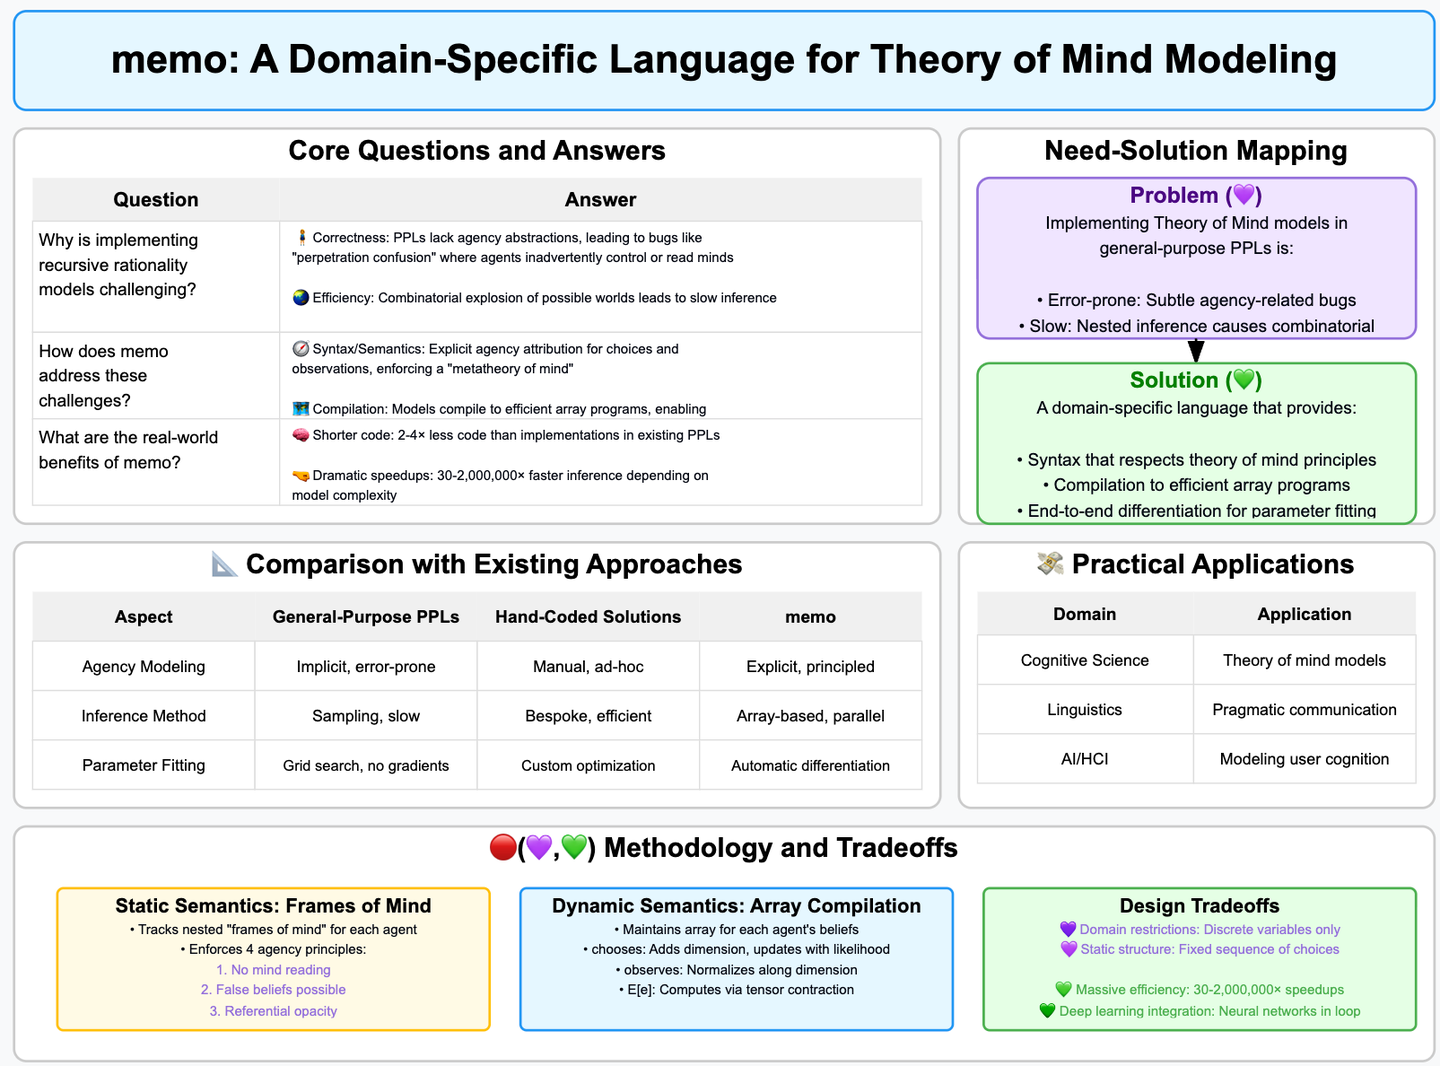 memo: A Domain-Specific Language for Theory of Mind Modeling
Core Questions and Answers
Question
Answer
Why is implementing
recursive rationality
models challenging?
Correctness: PPLs lack agency abstractions, leading to bugs like
"perpetration confusion" where agents inadvertently control or read minds
Efficiency: Combinatorial explosion of possible worlds leads to slow inference
How does memo
address these
challenges?
Syntax/Semantics: Explicit agency attribution for choices and
observations, enforcing a "metatheory of mind"
Compilation: Models compile to efficient array programs, enabling
What are the real-world
benefits of memo?
Shorter code: 2-4× less code than implementations in existing PPLs
Dramatic speedups: 30-2,000,000× faster inference depending on
model complexity
Need-Solution Mapping
Problem (💜)
Implementing Theory of Mind models in
general-purpose PPLs is:
• Error-prone: Subtle agency-related bugs
• Slow: Nested inference causes combinatorial
Solution (💚)
A domain-specific language that provides:
• Syntax that respects theory of mind principles
• Compilation to efficient array programs
• End-to-end differentiation for parameter fitting
📐 Comparison with Existing Approaches
Aspect
General-Purpose PPLs
Hand-Coded Solutions
memo
Agency Modeling
Implicit, error-prone
Manual, ad-hoc
Explicit, principled
Inference Method
Sampling, slow
Bespoke, efficient
Array-based, parallel
Parameter Fitting
Grid search, no gradients
Custom optimization
Automatic differentiation
💸 Practical Applications
Domain
Application
Cognitive Science
Theory of mind models
Linguistics
Pragmatic communication
AI/HCI
Modeling user cognition
🔴(💜,💚) Methodology and Tradeoffs
Static Semantics: Frames of Mind
• Tracks nested "frames of mind" for each agent
• Enforces 4 agency principles:
1. No mind reading
2. False beliefs possible
3. Referential opacity
Dynamic Semantics: Array Compilation
• Maintains array for each agent's beliefs
• chooses: Adds dimension, updates with likelihood
• observes: Normalizes along dimension
• E[e]: Computes via tensor contraction
Design Tradeoffs
💜 Domain restrictions: Discrete variables only
💜 Static structure: Fixed sequence of choices
💚 Massive efficiency: 30-2,000,000× speedups
💚 Deep learning integration: Neural networks in loop